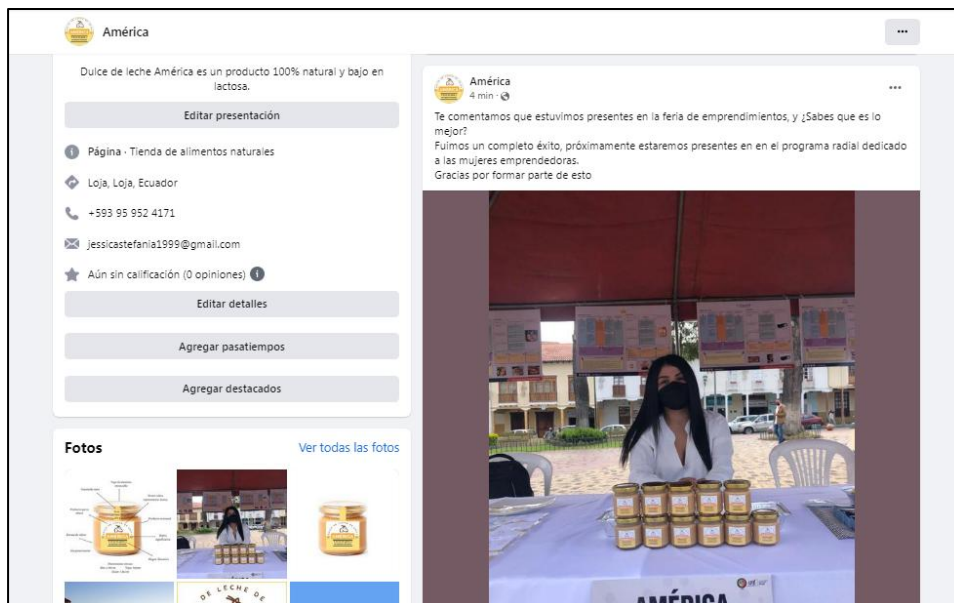 América
Dulce de leche América es un producto 100% natural y bajo en
lactosa.
Editar presentación
Página · Tienda de alimentos naturales
Loja, Loja, Ecuador
+593 95 952 4171
jessicastefania1999@gmail.com
Aún sin calificación (0 opiniones)
Editar detalles
Agregar pasatiempos
Agregar destacados
Fotos
Ver todas las fotos
DE LECHE DE
América
4 min ·
Te comentamos que estuvimos presentes en la feria de emprendimientos, y ¿Sabes que es lo
mejor?
Fuimos un completo éxito, próximamente estaremos presentes en en el programa radial dedicado
a las mujeres emprendedoras.
Gracias por formar parte de esto
AMÉRICA